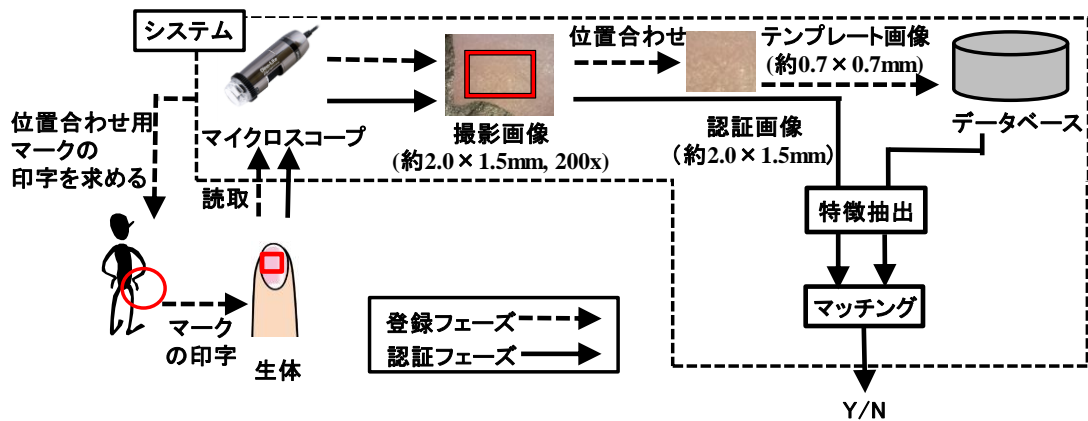 システム
位置合わせ用
マークの
印字を求める
マイクロスコープ
読取
撮影画像
(約2.0×1.5mm, 200x)
位置合わせ
テンプレート画像
(約0.7×0.7mm)
データベース
認証画像
(約2.0×1.5mm)
特徴抽出
マッチング
Y/N
マーク
の印字
生体
登録フェーズ
認証フェーズ